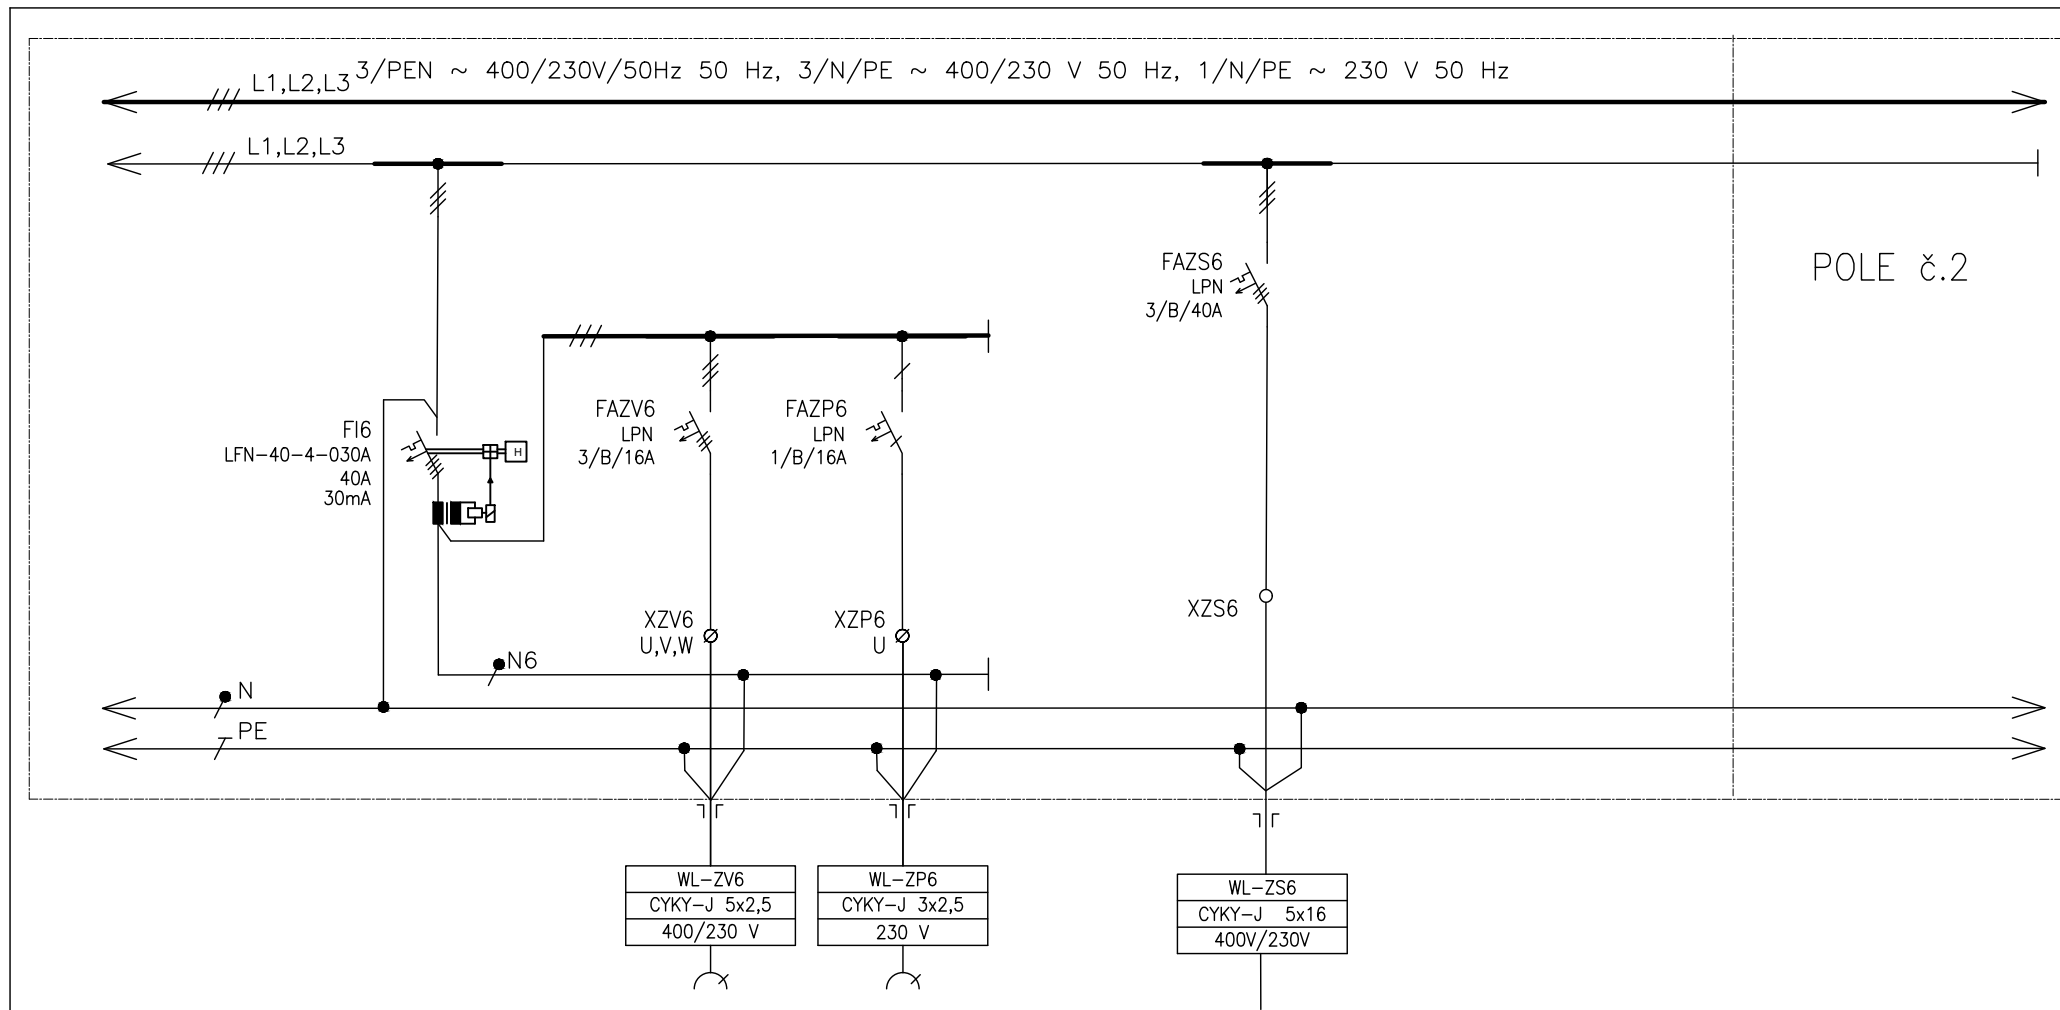 3/PEN ~ 400/230V/50Hz 50 Hz, 3/N/PE ~ 400/230 V 50 Hz, 1/N/PE ~ 230 V 50 Hz
L1,L2,L3
L1,L2,L3
POLE č.2
FAZS6
LPN
3/B/40A
FAZV6
LPN
3/B/16A
FAZP6
LPN
1/B/16A
FI6
LFN-40-4-030A
40A
30mA
H
XZS6
XZV6
U,V,W
XZP6
U
N6
N
PE
WL-ZV6
CYKY-J 5x2,5
400/230 V
WL-ZP6
CYKY-J 3x2,5
230 V
WL-ZS6
CYKY-J 5x16
400V/230V